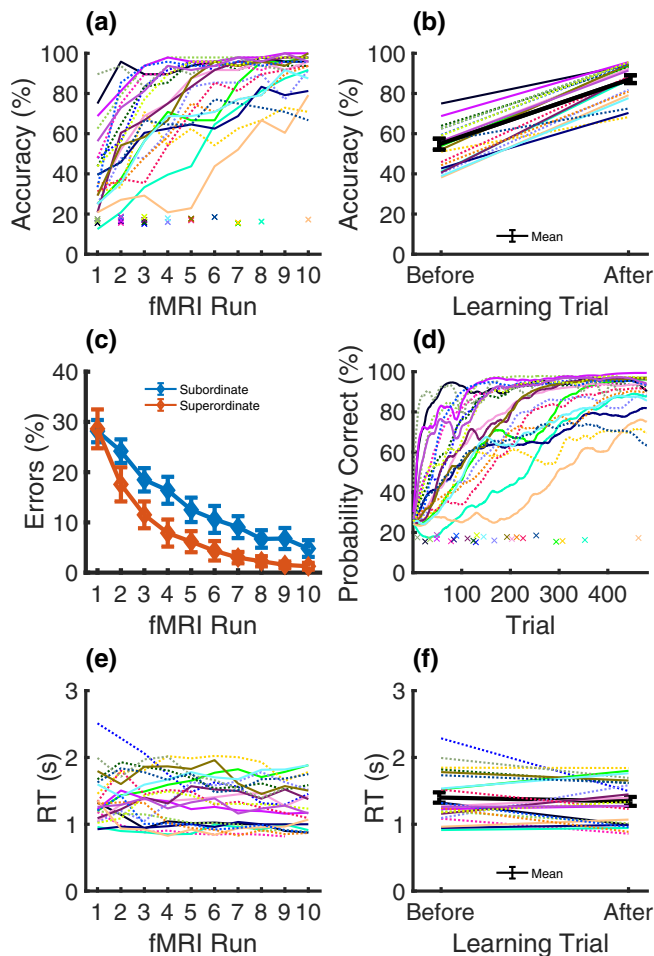 (a)
Accuracy (%)
100
80
60
40
20
0
1 2 3 4 5 6 7 8 9 10
fMRI Run
(b)
Accuracy (%)
100
80
60
40
20
0
Mean
Before After
Learning Trial
(c)
Errors (%)
40
30
20
10
0
Subordinate
Superordinate
1 2 3 4 5 6 7 8 9 10
fMRI Run
(d)
Probability Correct (%)
100
80
60
40
20
0
100 200 300 400
Trial
(e)
RT (s)
3
2
1
0
1 2 3 4 5 6 7 8 9 10
fMRI Run
(f)
RT (s)
3
2
1
0
Mean
Before After
Learning Trial